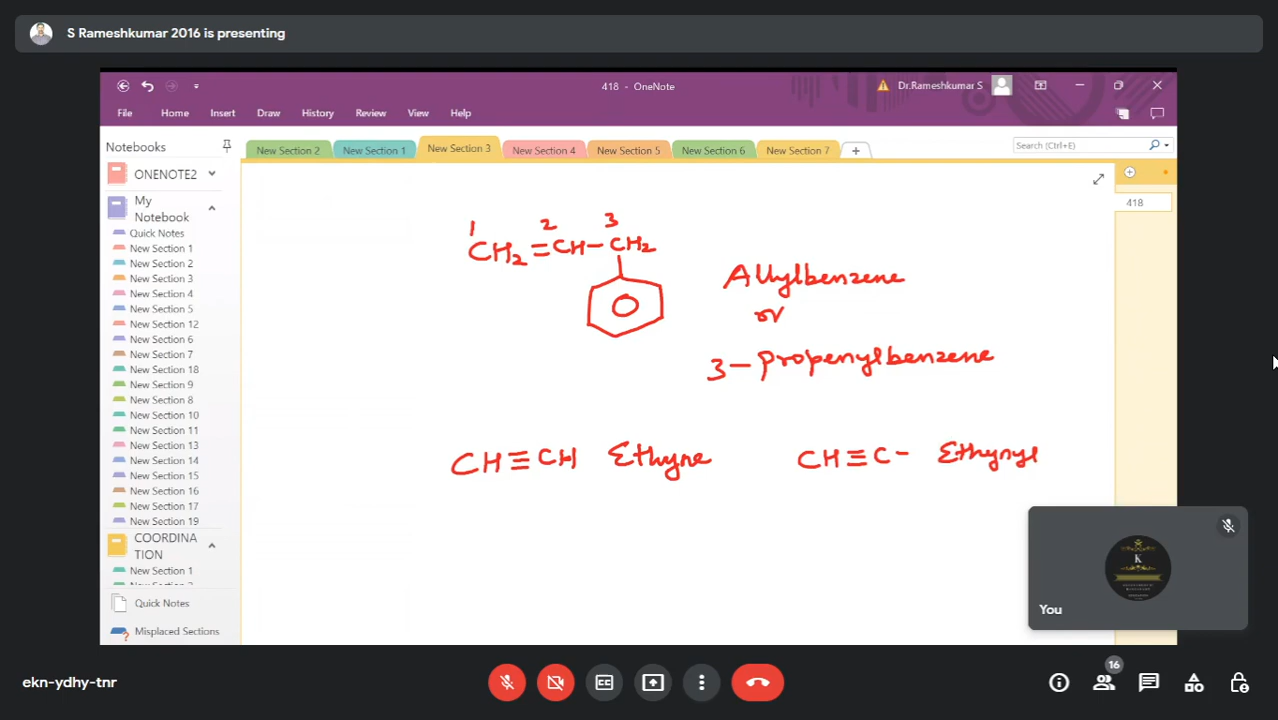 S Rameshkumar 2016 is presenting
418 - OneNote
Dr.Rameshkumar S
File Home Insert Draw History Review View Help
Notebooks
New Section 2 New Section 1 New Section 3 New Section 4 New Section 5 New Section 6 New Section 7 +
Search (Ctrl+E)
ONENOTE2
418
My
Notebook
Quick Notes
New Section 1
New Section 2
New Section 3
New Section 4
New Section 5
New Section 12
New Section 6
New Section 7
New Section 18
New Section 9
New Section 8
New Section 10
New Section 11
New Section 13
New Section 14
New Section 15
New Section 16
New Section 17
New Section 19
COORDINA
TION
New Section 1
Quick Notes
Misplaced Sections
1 2 3
CH₂=CH-CH₂
Allylbenzene
or
3-propenylbenzene
CH≡CH Ethyne CH≡C- Ethynyl
K
You
ekn-ydhy-tnr
16